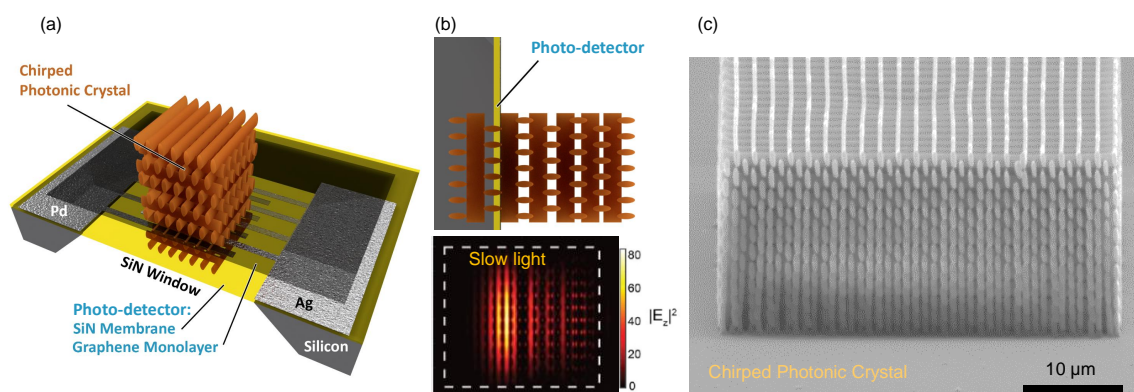 (a)
Chirped
Photonic Crystal
Pd
SiN Window
Ag
Photo-detector:
SiN Membrane
Graphene Monolayer
Silicon
(b)
Photo-detector
Slow light
80
60
40
20
0
|E_z|²
(c)
Chirped Photonic Crystal
10 μm